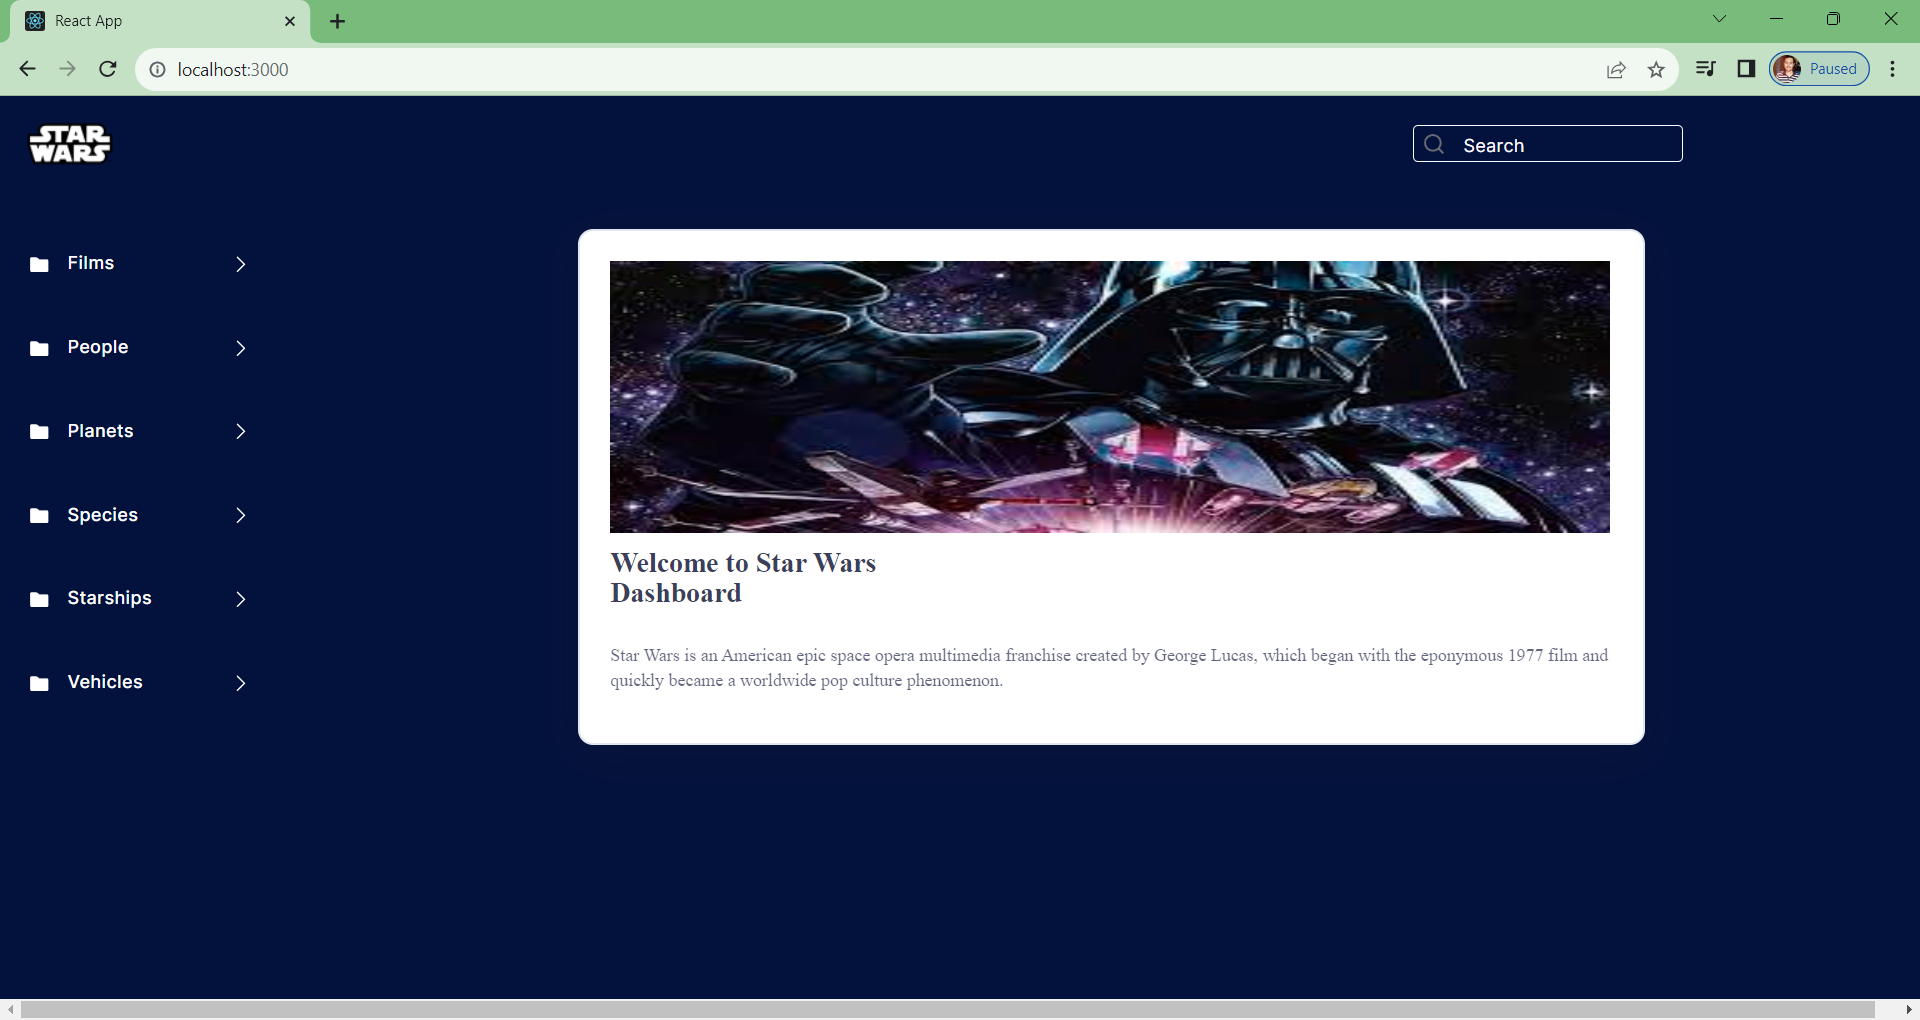 React App
localhost:3000
Paused
STAR
WARS
Search
Films
People
Planets
Species
Starships
Vehicles
Welcome to Star Wars
Dashboard
Star Wars is an American epic space opera multimedia franchise created by George Lucas, which began with the eponymous 1977 film and
quickly became a worldwide pop culture phenomenon.